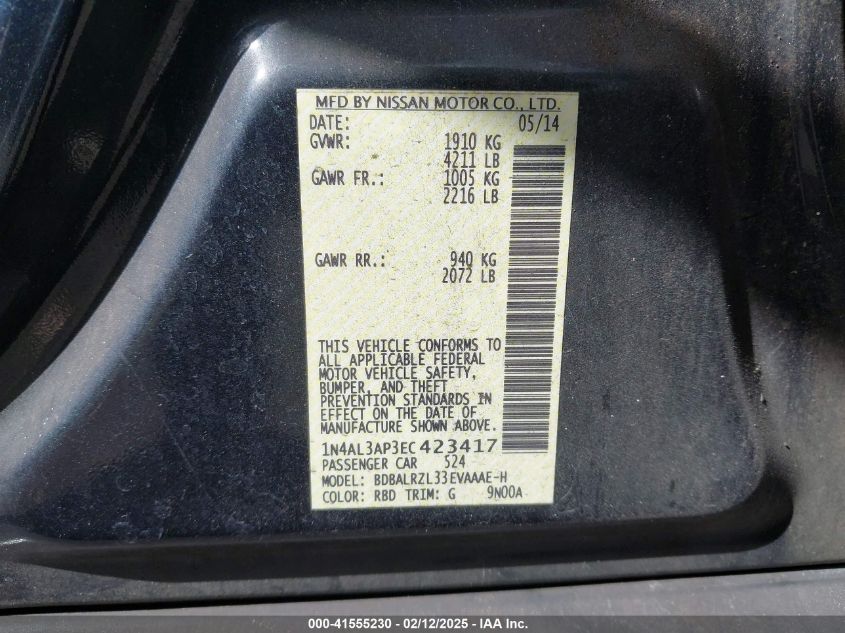 MFD BY NISSAN MOTOR CO., LTD.
DATE: 05/14
GVWR: 1910 KG
4211 LB
GAWR FR.: 1005 KG
2216 LB
GAWR RR.: 940 KG
2072 LB
THIS VEHICLE CONFORMS TO
ALL APPLICABLE FEDERAL
MOTOR VEHICLE SAFETY,
BUMPER, AND THEFT
PREVENTION STANDARDS IN
EFFECT ON THE DATE OF
MANUFACTURE SHOWN ABOVE.
1N4AL3AP3EC423417
PASSENGER CAR 524
MODEL: BDBALRZL33EVAAAE-H
COLOR: RBD TRIM: G 9N00A
000-41555230 - 02/12/2025 - © IAA Inc.